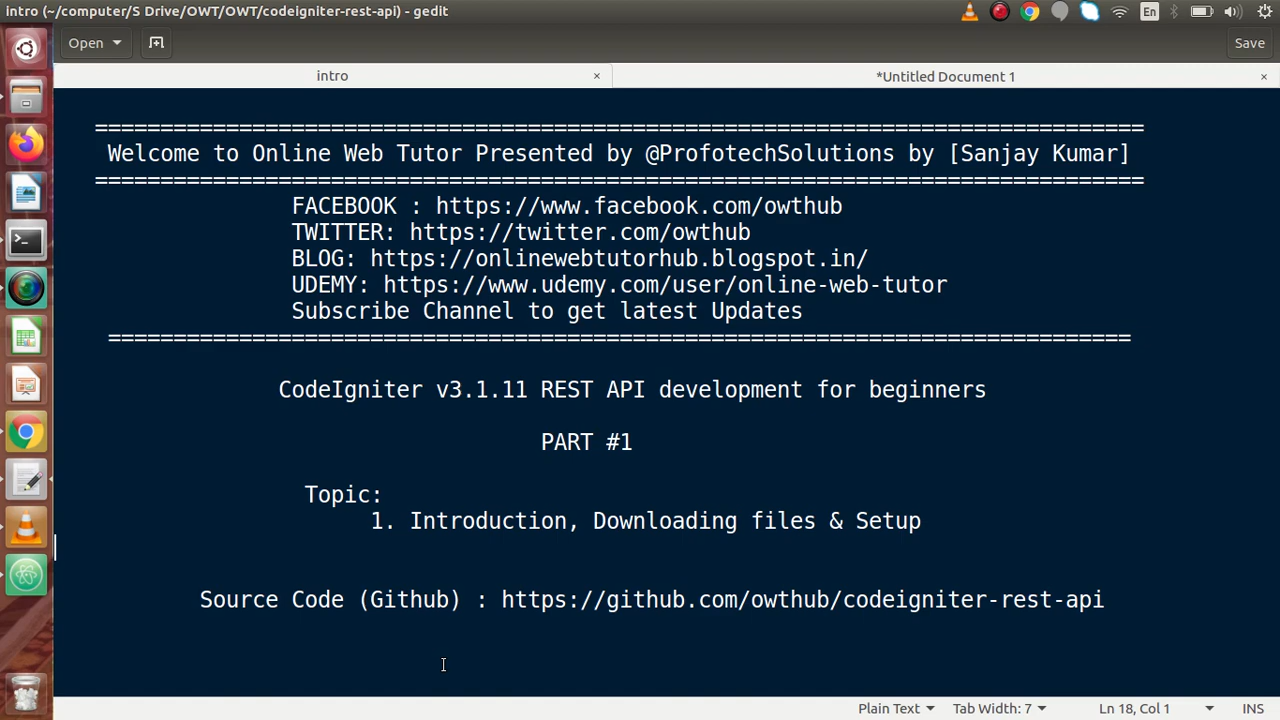 intro (~/computer/S Drive/OWT/OWT/codeigniter-rest-api) - gedit
En
Open
Save
intro ×
*Untitled Document 1 ×
================================================================================
Welcome to Online Web Tutor Presented by @ProfotechSolutions by [Sanjay Kumar]
================================================================================
FACEBOOK : https://www.facebook.com/owthub
TWITTER: https://twitter.com/owthub
BLOG: https://onlinewebtutorhub.blogspot.in/
UDEMY: https://www.udemy.com/user/online-web-tutor
Subscribe Channel to get latest Updates
==============================================================================
CodeIgniter v3.1.11 REST API development for beginners
PART #1
Topic:
1. Introduction, Downloading files & Setup
Source Code (Github) : https://github.com/owthub/codeigniter-rest-api
Plain Text Tab Width: 7 Ln 18, Col 1 INS